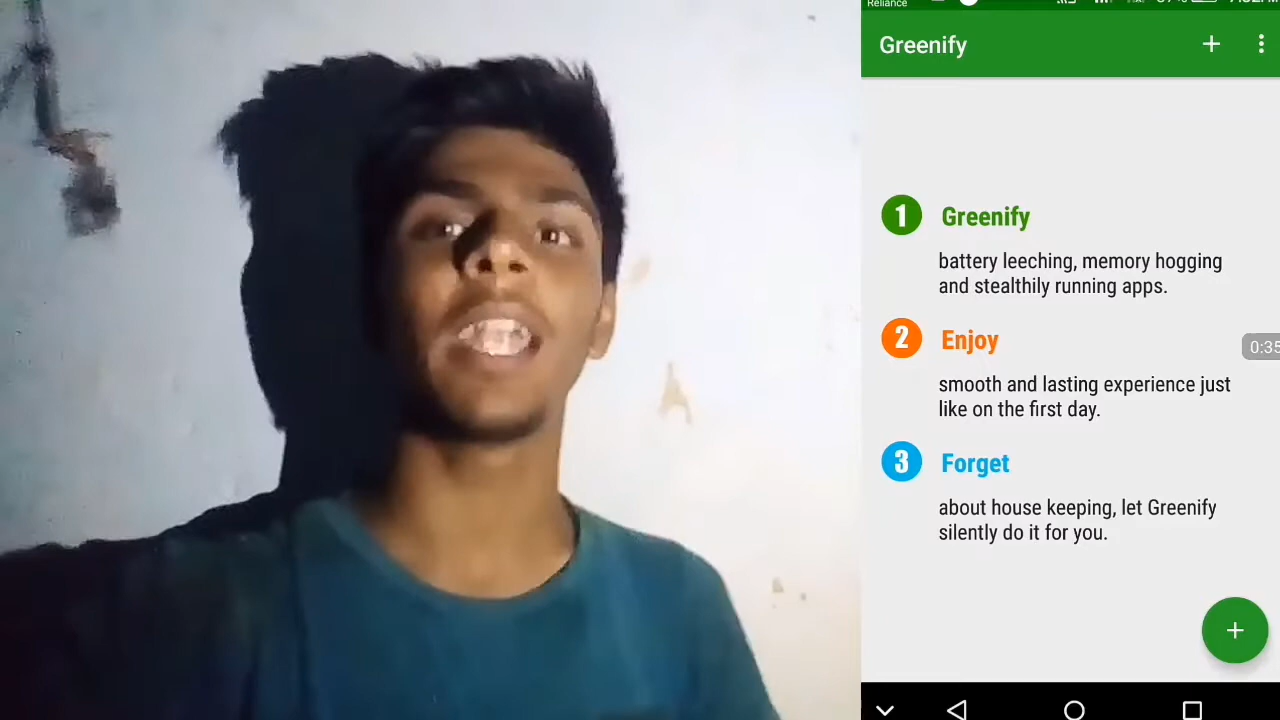 Reliance
Greenify
1 Greenify
battery leeching, memory hogging
and stealthily running apps.
2 Enjoy
smooth and lasting experience just
like on the first day.
0:35
3 Forget
about house keeping, let Greenify
silently do it for you.